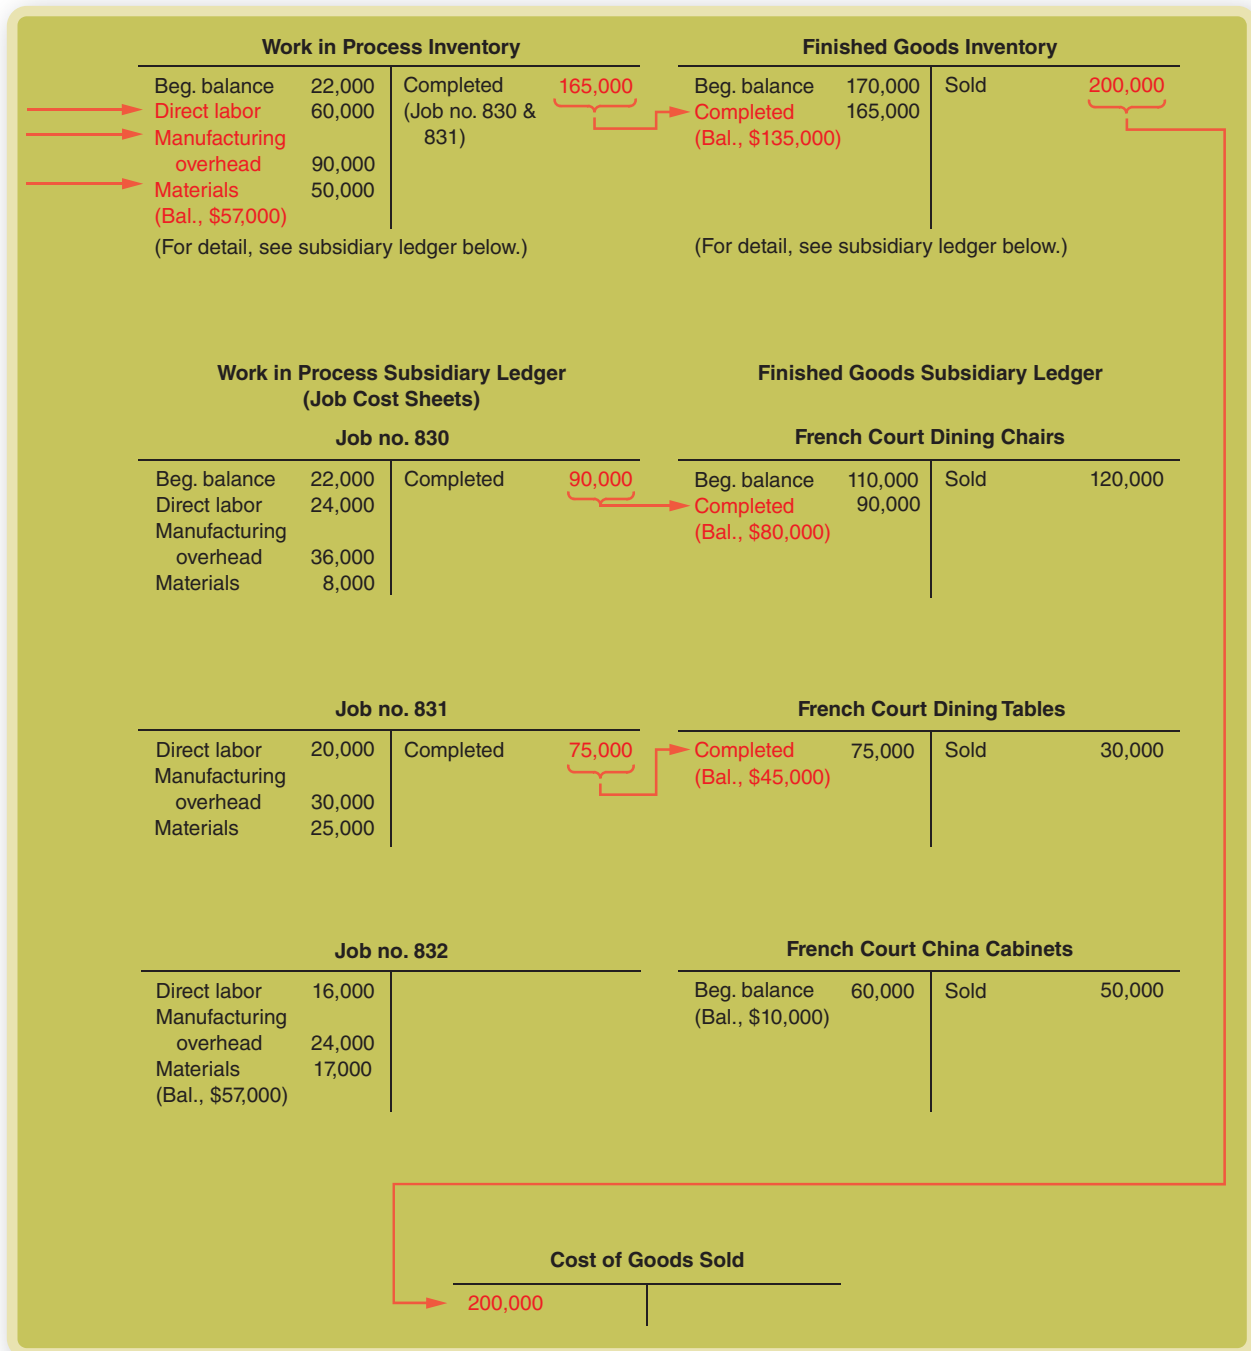 Work in Process Inventory
Beg. balance 22,000 Completed 165,000
Direct labor 60,000 (Job no. 830 &
Manufacturing 831)
overhead 90,000
Materials 50,000
(Bal., $57,000)
(For detail, see subsidiary ledger below.)
Finished Goods Inventory
Beg. balance 170,000 Sold 200,000
Completed 165,000
(Bal., $135,000)
(For detail, see subsidiary ledger below.)
Work in Process Subsidiary Ledger
(Job Cost Sheets)
Finished Goods Subsidiary Ledger
Job no. 830
Beg. balance 22,000 Completed 90,000
Direct labor 24,000
Manufacturing
overhead 36,000
Materials 8,000
French Court Dining Chairs
Beg. balance 110,000 Sold 120,000
Completed 90,000
(Bal., $80,000)
Job no. 831
Direct labor 20,000 Completed 75,000
Manufacturing
overhead 30,000
Materials 25,000
French Court Dining Tables
Completed 75,000 Sold 30,000
(Bal., $45,000)
Job no. 832
Direct labor 16,000
Manufacturing
overhead 24,000
Materials 17,000
(Bal., $57,000)
French Court China Cabinets
Beg. balance 60,000 Sold 50,000
(Bal., $10,000)
Cost of Goods Sold
200,000